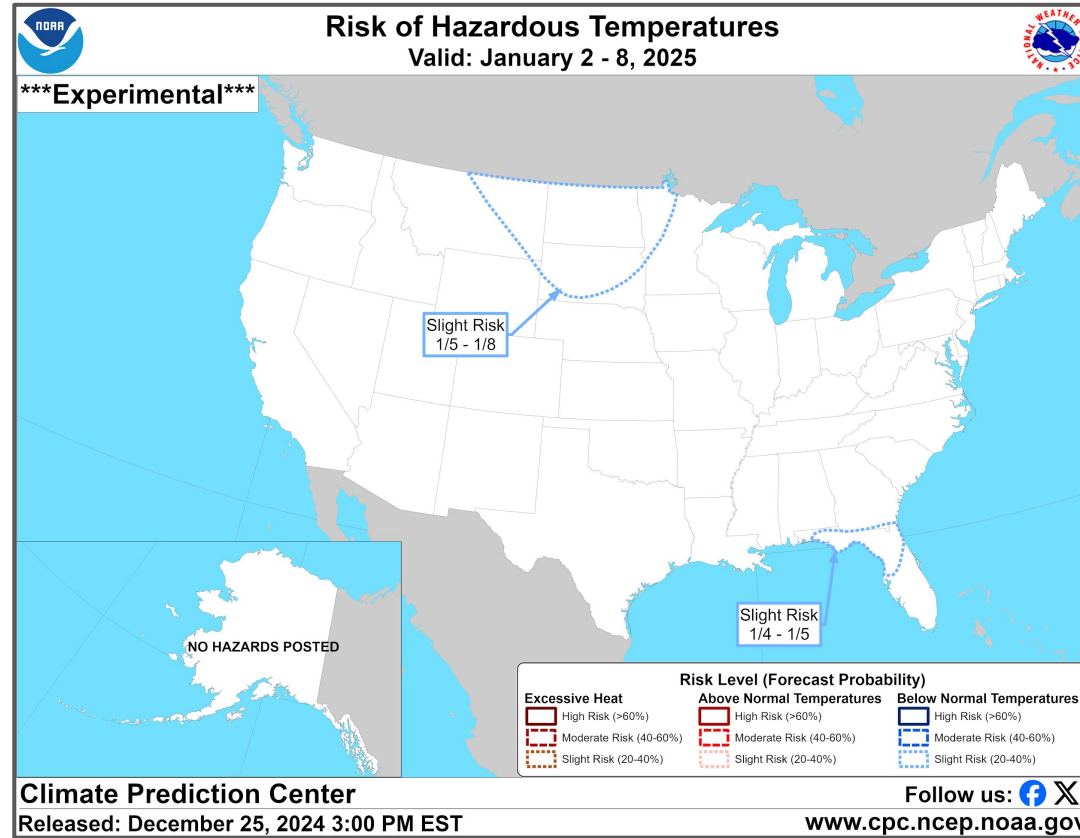 NOAA
Risk of Hazardous Temperatures
Valid: January 2 - 8, 2025
***Experimental***
Slight Risk
1/5 - 1/8
Slight Risk
1/4 - 1/5
NO HAZARDS POSTED
Risk Level (Forecast Probability)
Excessive Heat
High Risk (>60%)
Moderate Risk (40-60%)
Slight Risk (20-40%)
Above Normal Temperatures
High Risk (>60%)
Moderate Risk (40-60%)
Slight Risk (20-40%)
Below Normal Temperatures
High Risk (>60%)
Moderate Risk (40-60%)
Slight Risk (20-40%)
Climate Prediction Center
Follow us:
Released: December 25, 2024 3:00 PM EST
www.cpc.ncep.noaa.gov